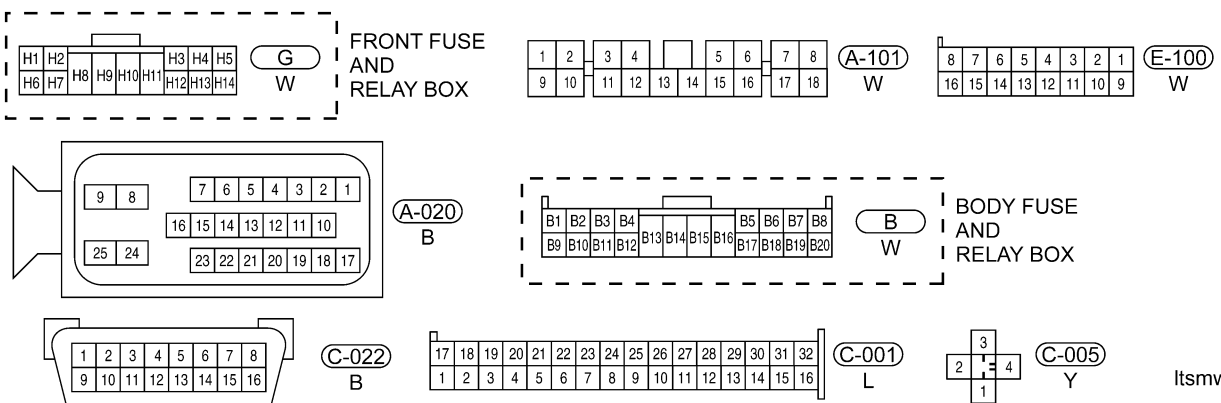 H1 H2 H3 H4 H5
H8 H9 H10 H11
H6 H7 H12 H13 H14
G
W
FRONT FUSE
AND
RELAY BOX
1 2 3 4 5 6 7 8
9 10 11 12 13 14 15 16 17 18
A-101
W
8 7 6 5 4 3 2 1
16 15 14 13 12 11 10 9
E-100
W
9 8
7 6 5 4 3 2 1
16 15 14 13 12 11 10
25 24
23 22 21 20 19 18 17
A-020
B
B1 B2 B3 B4 B5 B6 B7 B8
B13 B14 B15 B16
B9 B10 B11 B12 B17 B18 B19 B20
B
W
BODY FUSE
AND
RELAY BOX
1 2 3 4 5 6 7 8
9 10 11 12 13 14 15 16
C-022
B
17 18 19 20 21 22 23 24 25 26 27 28 29 30 31 32
1 2 3 4 5 6 7 8 9 10 11 12 13 14 15 16
C-001
L
3
2 4
1
C-005
Y